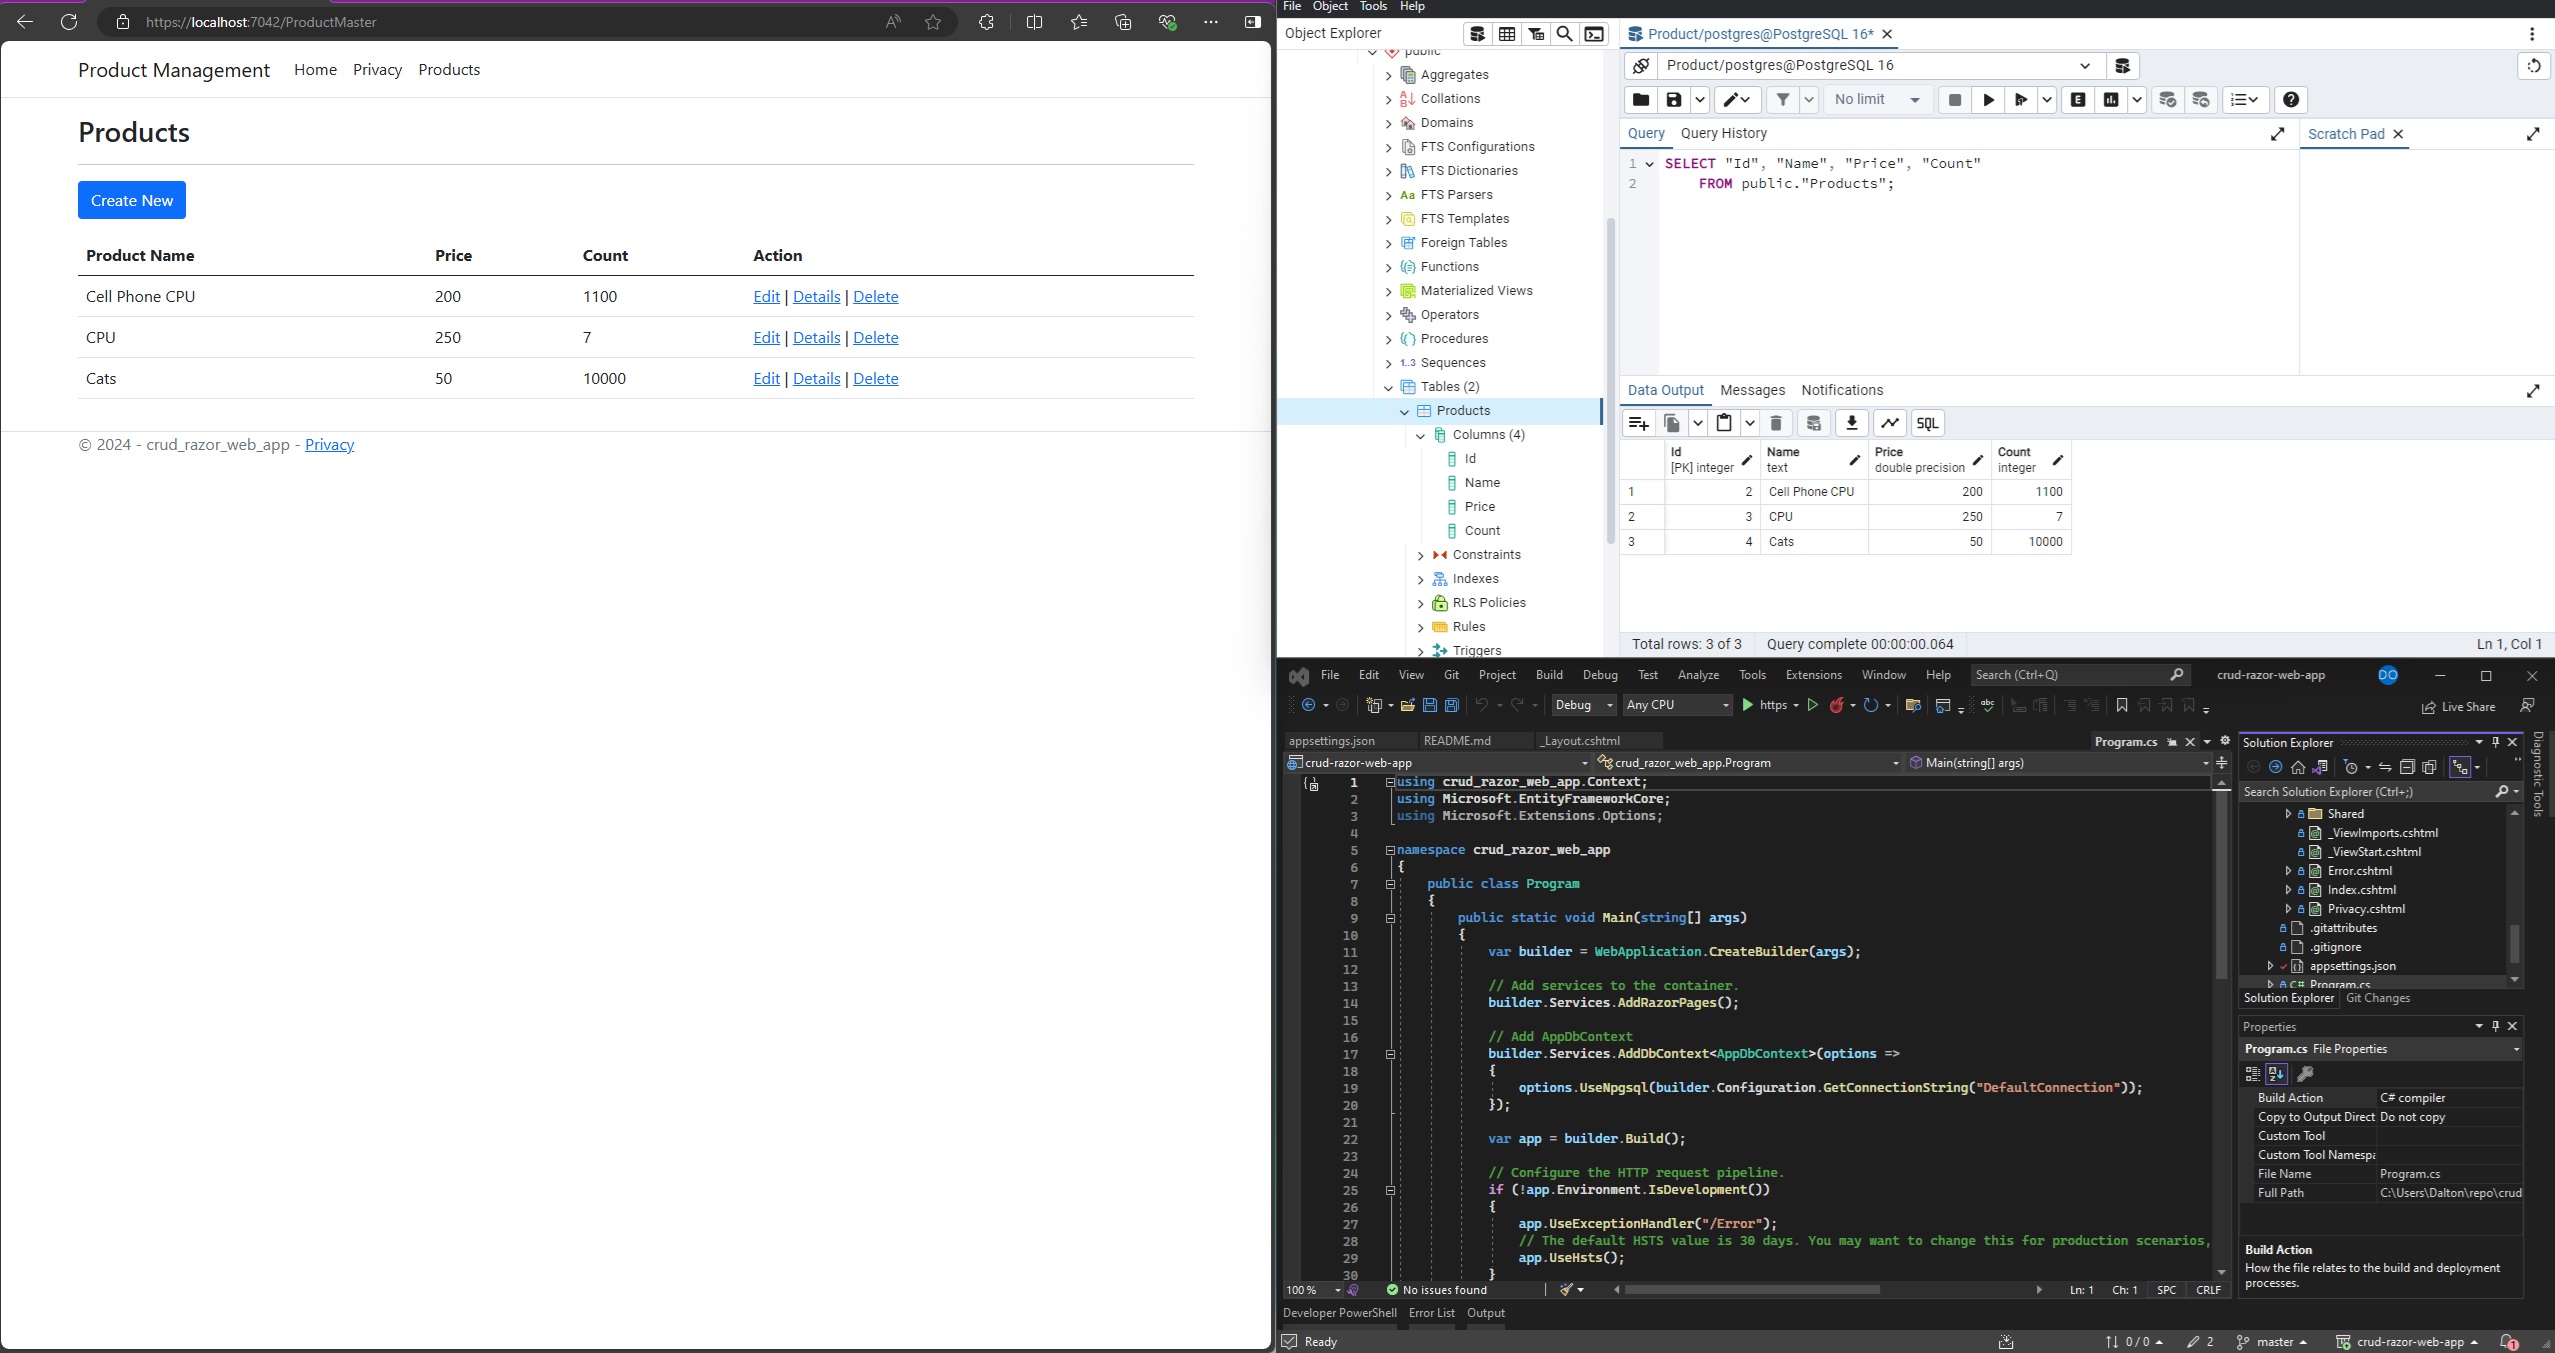 https://localhost:7042/ProductMaster
Product Management Home Privacy Products
Products
Create New
Product Name Price Count Action
Cell Phone CPU 200 1100 Edit | Details | Delete
CPU 250 7 Edit | Details | Delete
Cats 50 10000 Edit | Details | Delete
© 2024 - crud_razor_web_app - Privacy
File Object Tools Help
Object Explorer
public
Aggregates
Collations
Domains
FTS Configurations
FTS Dictionaries
FTS Parsers
FTS Templates
Foreign Tables
Functions
Materialized Views
Operators
Procedures
1..3 Sequences
Tables (2)
Products
Columns (4)
Id
Name
Price
Count
Constraints
Indexes
RLS Policies
Rules
Triggers
Product/postgres@PostgreSQL 16*
Product/postgres@PostgreSQL 16
No limit
Query Query History
Scratch Pad
1 SELECT "Id", "Name", "Price", "Count"
2 FROM public."Products";
Data Output Messages Notifications
SQL
Id Name Price Count
[PK] integer text double precision integer
1 2 Cell Phone CPU 200 1100
2 3 CPU 250 7
3 4 Cats 50 10000
Total rows: 3 of 3 Query complete 00:00:00.064 Ln 1, Col 1
File Edit View Git Project Build Debug Test Analyze Tools Extensions Window Help Search (Ctrl+Q) crud-razor-web-app DO
Debug Any CPU https Live Share
appsettings.json README.md _Layout.cshtml Program.cs
crud-razor-web-app crud_razor_web_app.Program Main(string[] args)
1 using crud_razor_web_app.Context;
2 using Microsoft.EntityFrameworkCore;
3 using Microsoft.Extensions.Options;
4
5 namespace crud_razor_web_app
6 {
7 public class Program
8 {
9 public static void Main(string[] args)
10 {
11 var builder = WebApplication.CreateBuilder(args);
12
13 // Add services to the container.
14 builder.Services.AddRazorPages();
15
16 // Add AppDbContext
17 builder.Services.AddDbContext<AppDbContext>(options =>
18 {
19 options.UseNpgsql(builder.Configuration.GetConnectionString("DefaultConnection"));
20 });
21
22 var app = builder.Build();
23
24 // Configure the HTTP request pipeline.
25 if (!app.Environment.IsDevelopment())
26 {
27 app.UseExceptionHandler("/Error");
28 // The default HSTS value is 30 days. You may want to change this for production scenarios,
29 app.UseHsts();
30 }
100 % No issues found Ln: 1 Ch: 1 SPC CRLF
Developer PowerShell Error List Output
Solution Explorer
Search Solution Explorer (Ctrl+;)
Shared
_ViewImports.cshtml
_ViewStart.cshtml
Error.cshtml
Index.cshtml
Privacy.cshtml
.gitattributes
.gitignore
appsettings.json
C# Program.cs
Solution Explorer Git Changes
Properties
Program.cs File Properties
Build Action C# compiler
Copy to Output Direct Do not copy
Custom Tool
Custom Tool Namespa
File Name Program.cs
Full Path C:\Users\Dalton\repo\crud
Build Action
How the file relates to the build and deployment
processes.
Diagnostic Tools
Ready 0 / 0 2 master crud-razor-web-app 1